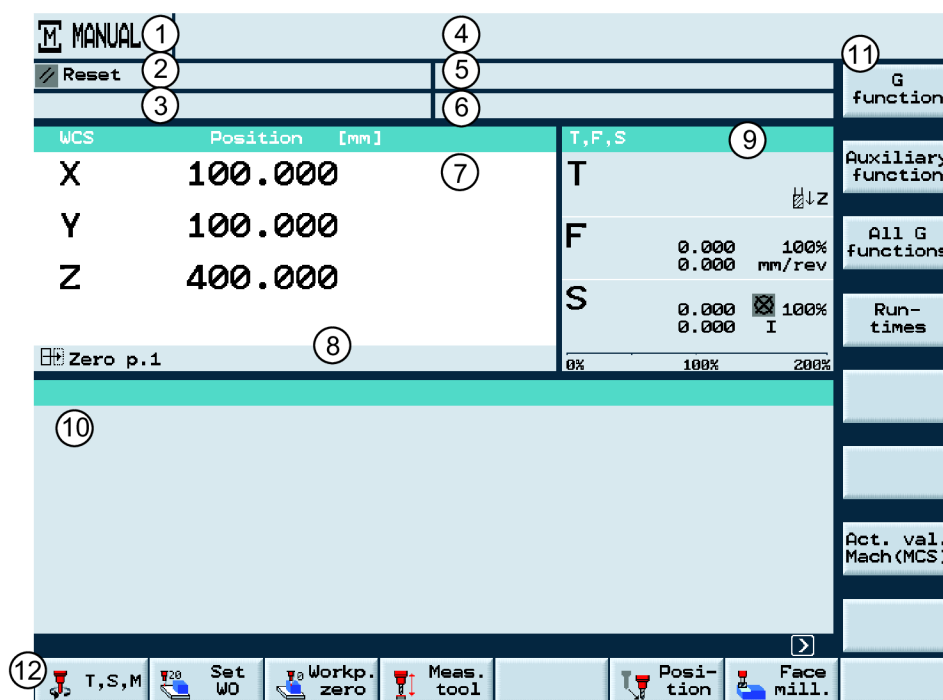 M MANUAL 1
4
Reset 2
5
3
6
WCS Position [mm]
X 100.000 7
Y 100.000
Z 400.000
Zero p.1 8
T,F,S 9
T
↓Z
F 0.000 100%
0.000 mm/rev
S 0.000 100%
0.000 I
0% 100% 200%
10
11
G
function
Auxiliary
function
All G
functions
Run-
times
Act. val.
Mach(MCS)
12
T,S,M
T20 Set
WO
T0 Workp.
zero
Meas.
tool
Posi-
tion
Face
mill